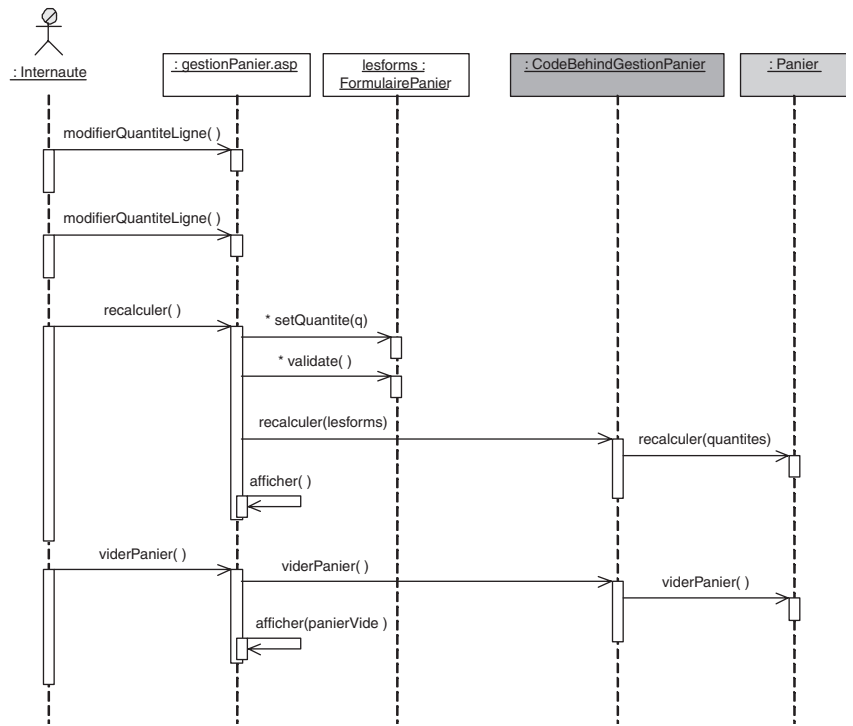 : Internaute
: gestionPanier.asp
lesforms :
FormulairePanier
: CodeBehindGestionPanier
: Panier
modifierQuantiteLigne( )
modifierQuantiteLigne( )
recalculer( )
* setQuantite(q)
* validate( )
recalculer(lesforms)
recalculer(quantites)
afficher( )
viderPanier( )
viderPanier( )
viderPanier( )
afficher(panierVide )